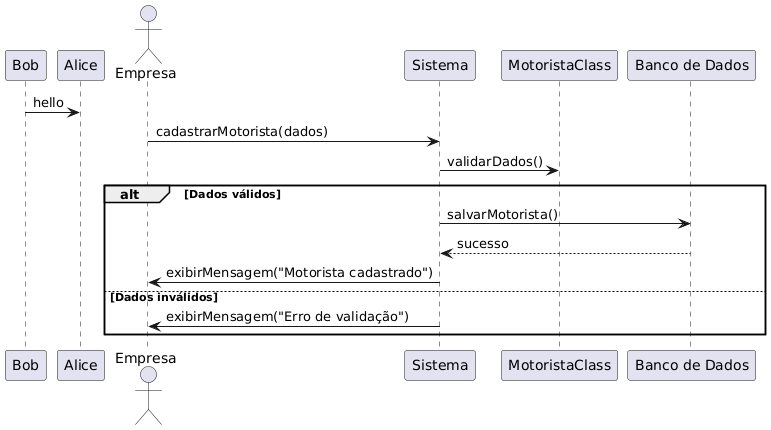 Bob
Alice
Empresa
Sistema
MotoristaClass
Banco de Dados
hello
cadastrarMotorista(dados)
validarDados()
alt
[Dados válidos]
salvarMotorista()
sucesso
exibirMensagem("Motorista cadastrado")
[Dados inválidos]
exibirMensagem("Erro de validação")
Bob
Alice
Empresa
Sistema
MotoristaClass
Banco de Dados